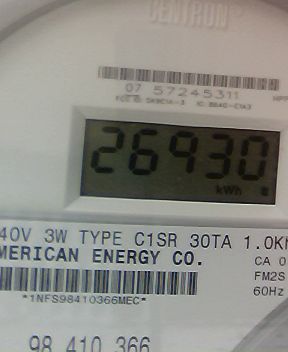 CENTRON
07 57245311
26930
kWh
40V 3W TYPE C1SR 30TA 1.0K
MERICAN ENERGY CO.
CA 0
FM2S
60Hz
*1NFS98410366MEC*
98 410 366